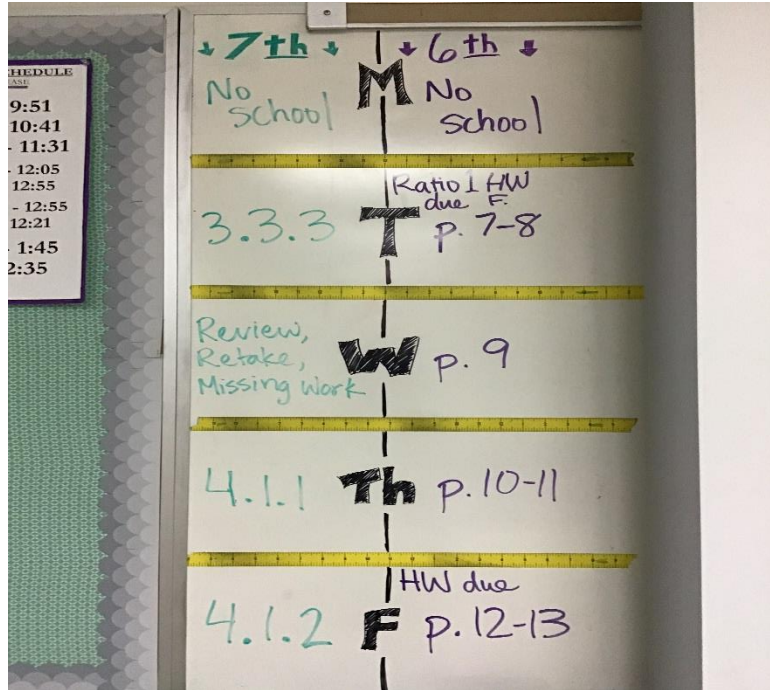 CHEDULE
9:51
10:41
- 11:31
- 12:05
12:55
- 12:55
12:21
- 1:45
2:35
7th 6th
No school M No school
Ratio 1 HW
due F.
3.3.3 T p. 7-8
Review,
Retake, W p. 9
Missing Work
4.1.1 Th p. 10-11
HW due
4.1.2 F p. 12-13